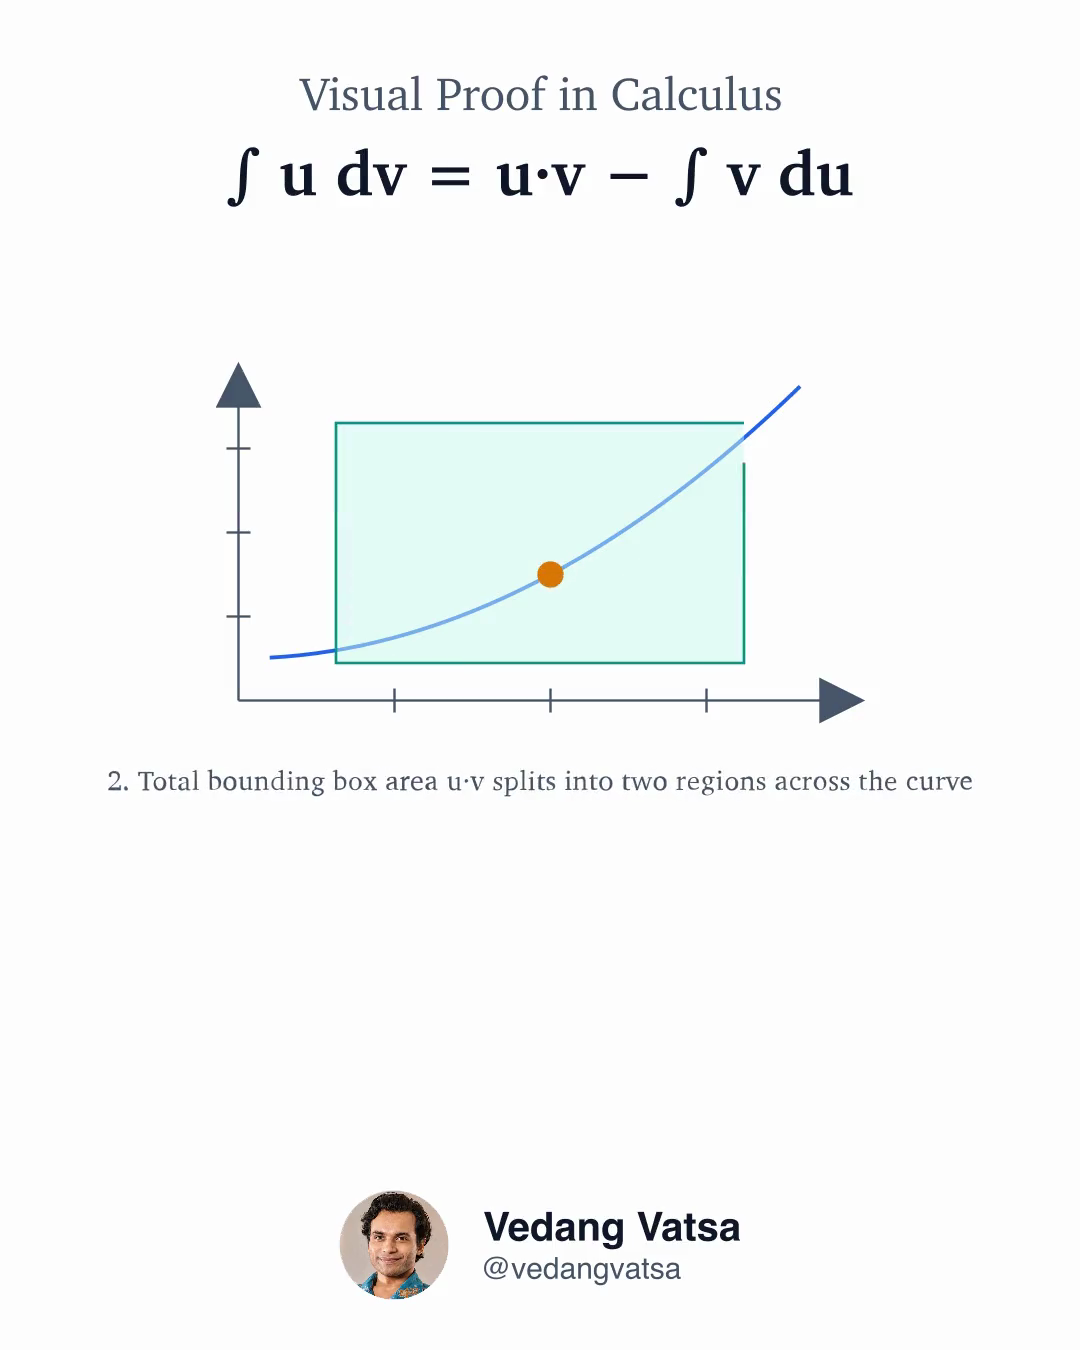 Visual Proof in Calculus
∫ u dv = u·v − ∫ v du
2. Total bounding box area u·v splits into two regions across the curve
Vedang Vatsa
@vedangvatsa